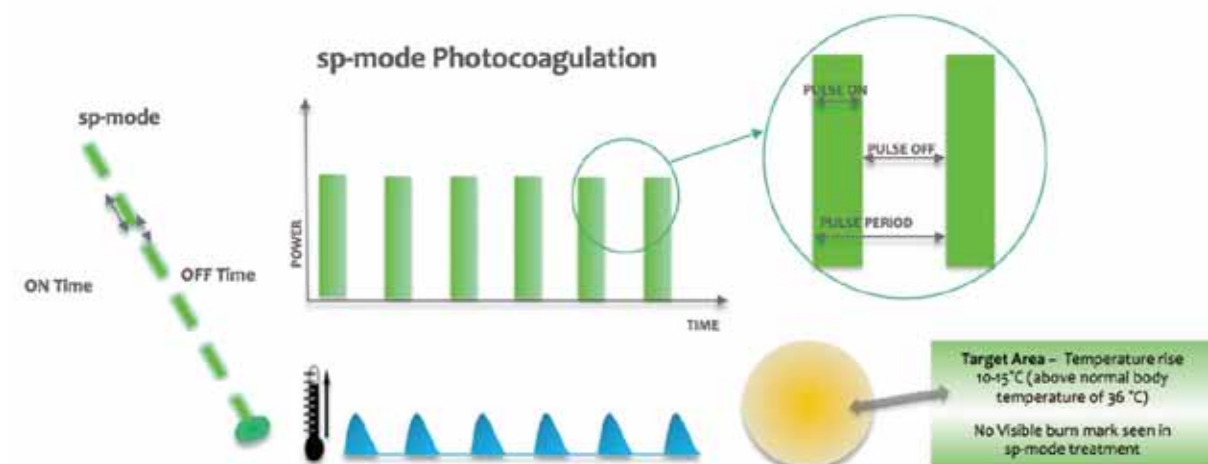 sp-mode Photocoagulation
sp-mode
ON Time
OFF Time
POWER
TIME
PULSE ON
PULSE OFF
PULSE PERIOD
Target Area – Temperature rise
10-15°C (above normal body
temperature of 36 °C)
No Visible burn mark seen in
sp-mode treatment